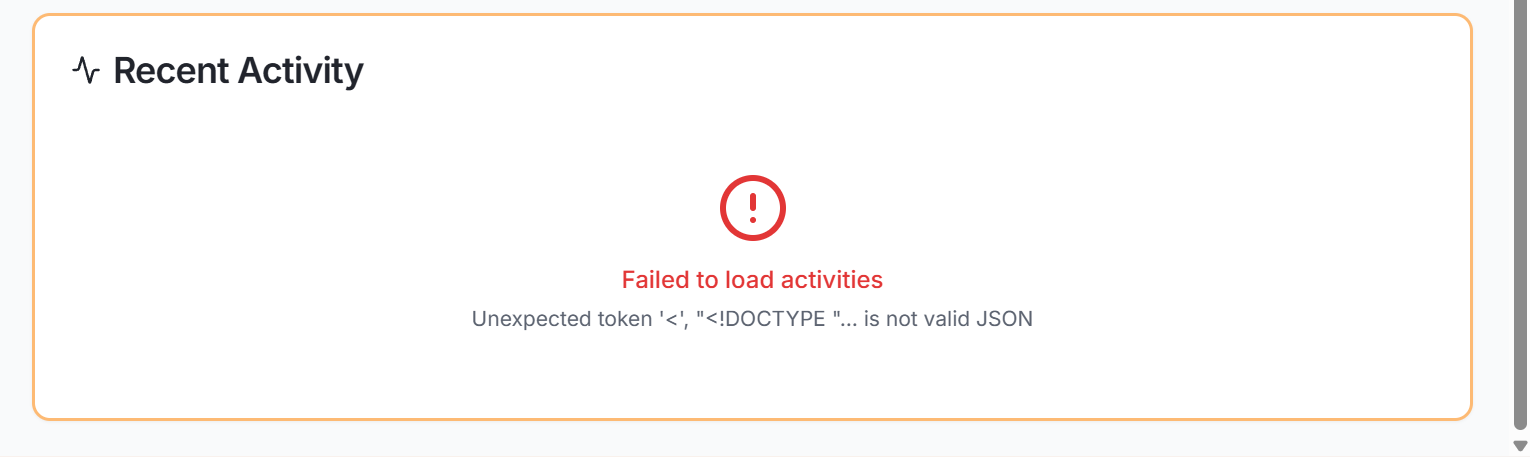 Recent Activity
Failed to load activities
Unexpected token '<', "<!DOCTYPE "... is not valid JSON